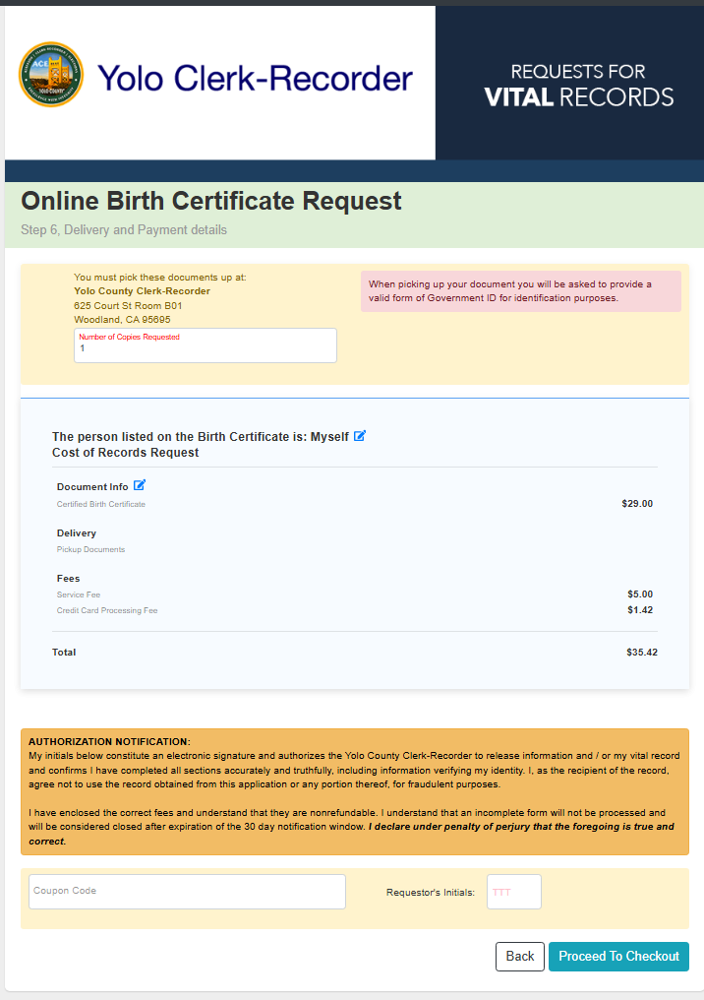 ACE
YOLO COUNTY
Yolo Clerk-Recorder
REQUESTS FOR
VITAL RECORDS
Online Birth Certificate Request
Step 6, Delivery and Payment details
You must pick these documents up at:
Yolo County Clerk-Recorder
625 Court St Room B01
Woodland, CA 95695
When picking up your document you will be asked to provide a
valid form of Government ID for identification purposes.
Number of Copies Requested
1
The person listed on the Birth Certificate is: Myself
Cost of Records Request
Document Info
Certified Birth Certificate $29.00
Delivery
Pickup Documents
Fees
Service Fee $5.00
Credit Card Processing Fee $1.42
Total $35.42
AUTHORIZATION NOTIFICATION:
My initials below constitute an electronic signature and authorizes the Yolo County Clerk-Recorder to release information and / or my vital record
and confirms I have completed all sections accurately and truthfully, including information verifying my identity. I, as the recipient of the record,
agree not to use the record obtained from this application or any portion thereof, for fraudulent purposes.
I have enclosed the correct fees and understand that they are nonrefundable. I understand that an incomplete form will not be processed and
will be considered closed after expiration of the 30 day notification window. I declare under penalty of perjury that the foregoing is true and
correct.
Coupon Code
Requestor's Initials: TTT
Back
Proceed To Checkout